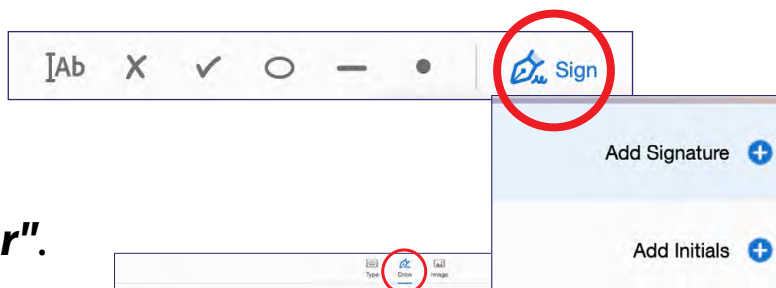 IAb Sign
Add Signature
r".
Add Initials
Type Draw Image